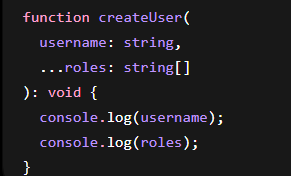 function createUser(
  username: string,
  ...roles: string[]
): void {
  console.log(username);
  console.log(roles);
}